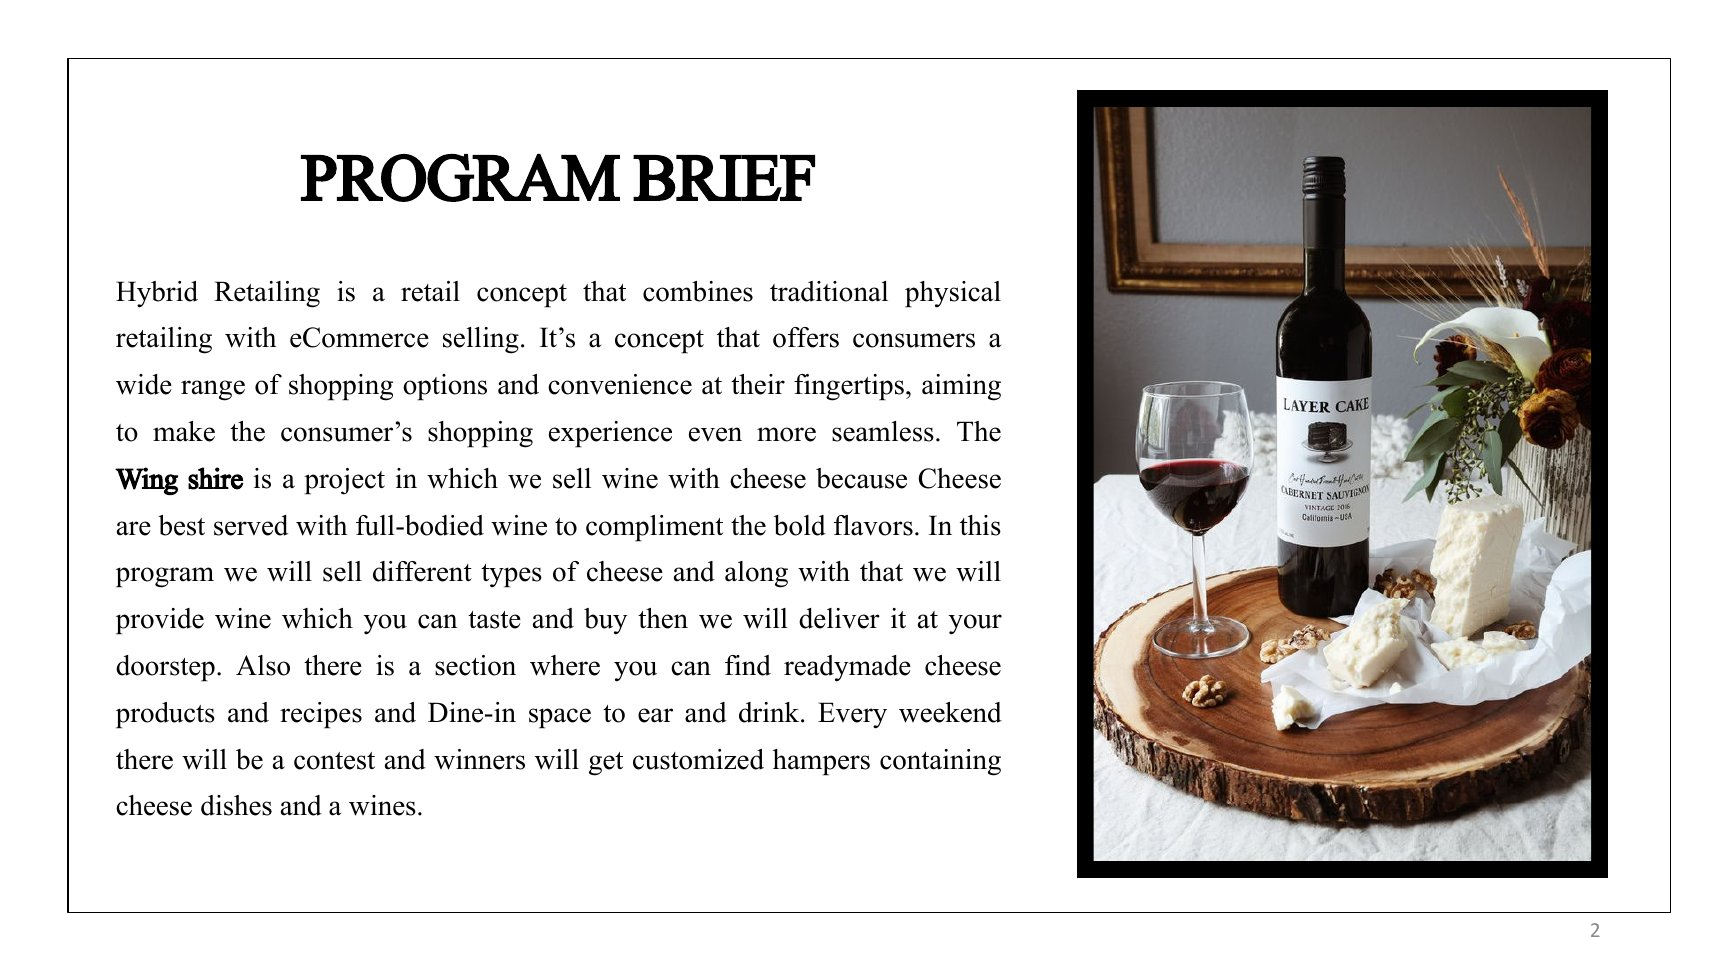 PROGRAM BRIEF
Hybrid Retailing is a retail concept that combines traditional physical
retailing with eCommerce selling. It’s a concept that offers consumers a
wide range of shopping options and convenience at their fingertips, aiming
to make the consumer’s shopping experience even more seamless. The
Wing shire is a project in which we sell wine with cheese because Cheese
are best served with full-bodied wine to compliment the bold flavors. In this
program we will sell different types of cheese and along with that we will
provide wine which you can taste and buy then we will deliver it at your
doorstep. Also there is a section where you can find readymade cheese
products and recipes and Dine-in space to ear and drink. Every weekend
there will be a contest and winners will get customized hampers containing
cheese dishes and a wines.
LAYER CAKE
CABERNET SAUVIGNON
VINTAGE 2016
California ~ USA
2